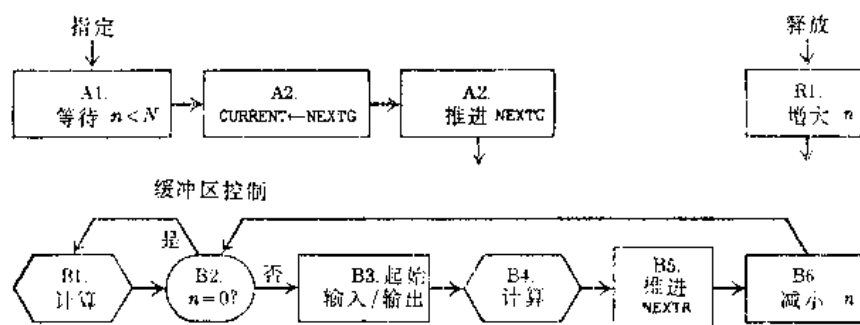 指定
释放
A1.
等待 n<N
A2.
CURRENT←NEXTG
A2.
推进 NEXTG
R1.
增大 n
缓冲区控制
是
B1.
计算
B2.
n=0?
否
B3. 起始
输入/输出
B4.
计算
B5.
推进
NEXTR
B6
减小 n